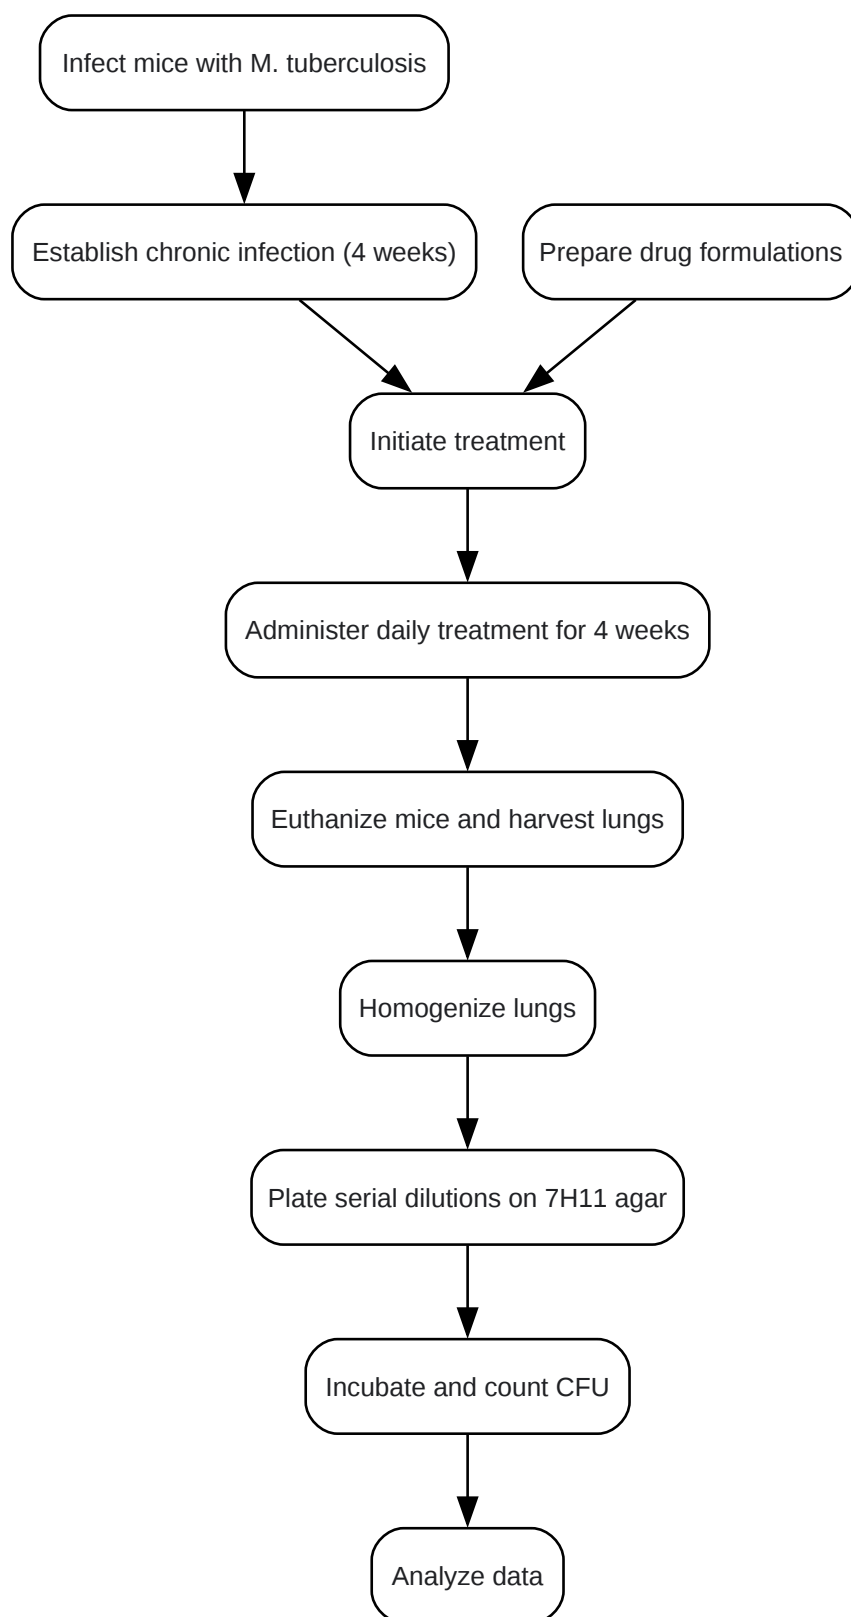 Infect mice with M. tuberculosis
Establish chronic infection (4 weeks)
Prepare drug formulations
Initiate treatment
Administer daily treatment for 4 weeks
Euthanize mice and harvest lungs
Homogenize lungs
Plate serial dilutions on 7H11 agar
Incubate and count CFU
Analyze data